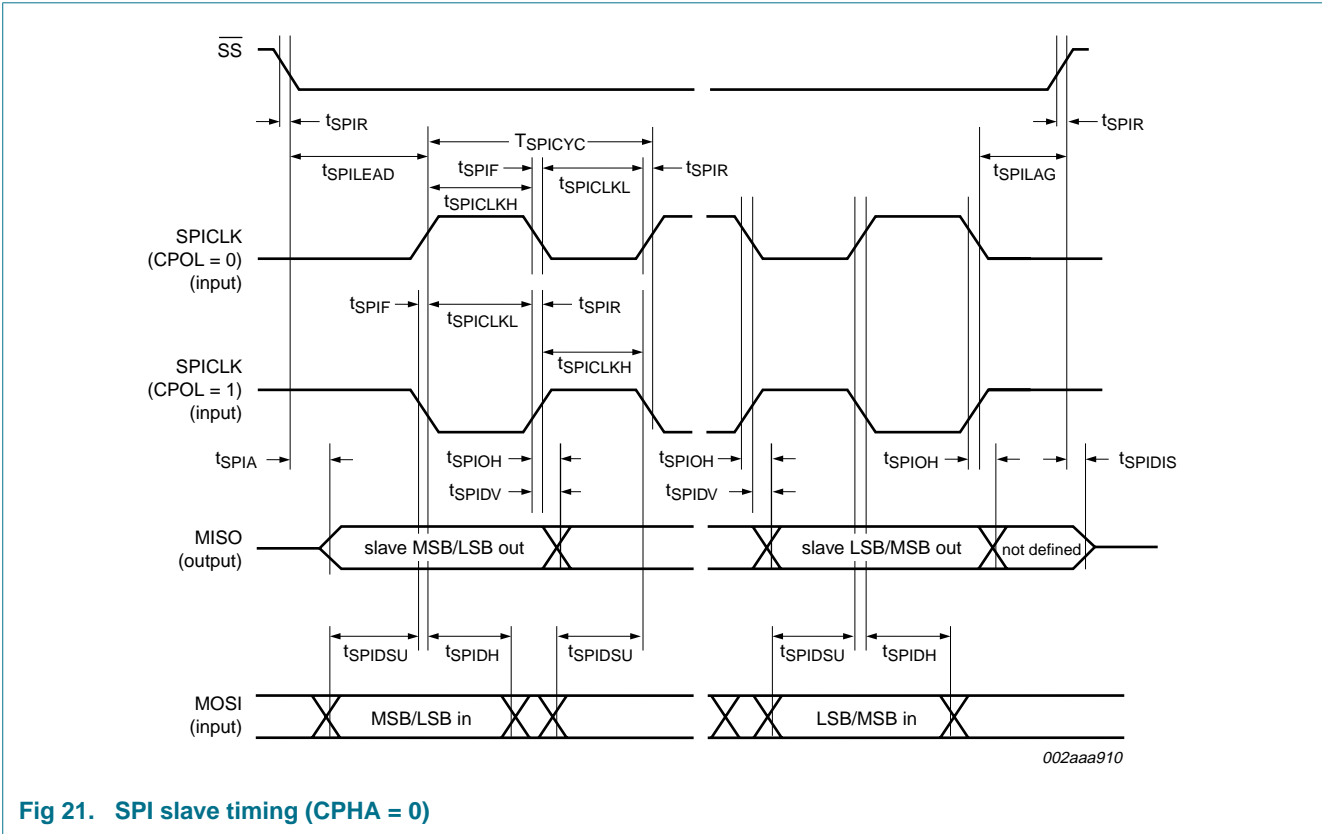 SS
tSPIR
tSPIR
TSPICYC
tSPILEAD
tSPIF
tSPICLKL
tSPIR
tSPILAG
tSPICLKH
SPICLK
(CPOL = 0)
(input)
tSPIF
tSPICLKL
tSPIR
tSPICLKH
SPICLK
(CPOL = 1)
(input)
tSPIA
tSPIOH
tSPIOH
tSPIOH
tSPIDIS
tSPIDV
tSPIDV
MISO
(output)
slave MSB/LSB out
slave LSB/MSB out
not defined
tSPIDSU
tSPIDH
tSPIDSU
tSPIDSU
tSPIDH
MOSI
(input)
MSB/LSB in
LSB/MSB in
002aaa910
Fig 21. SPI slave timing (CPHA = 0)